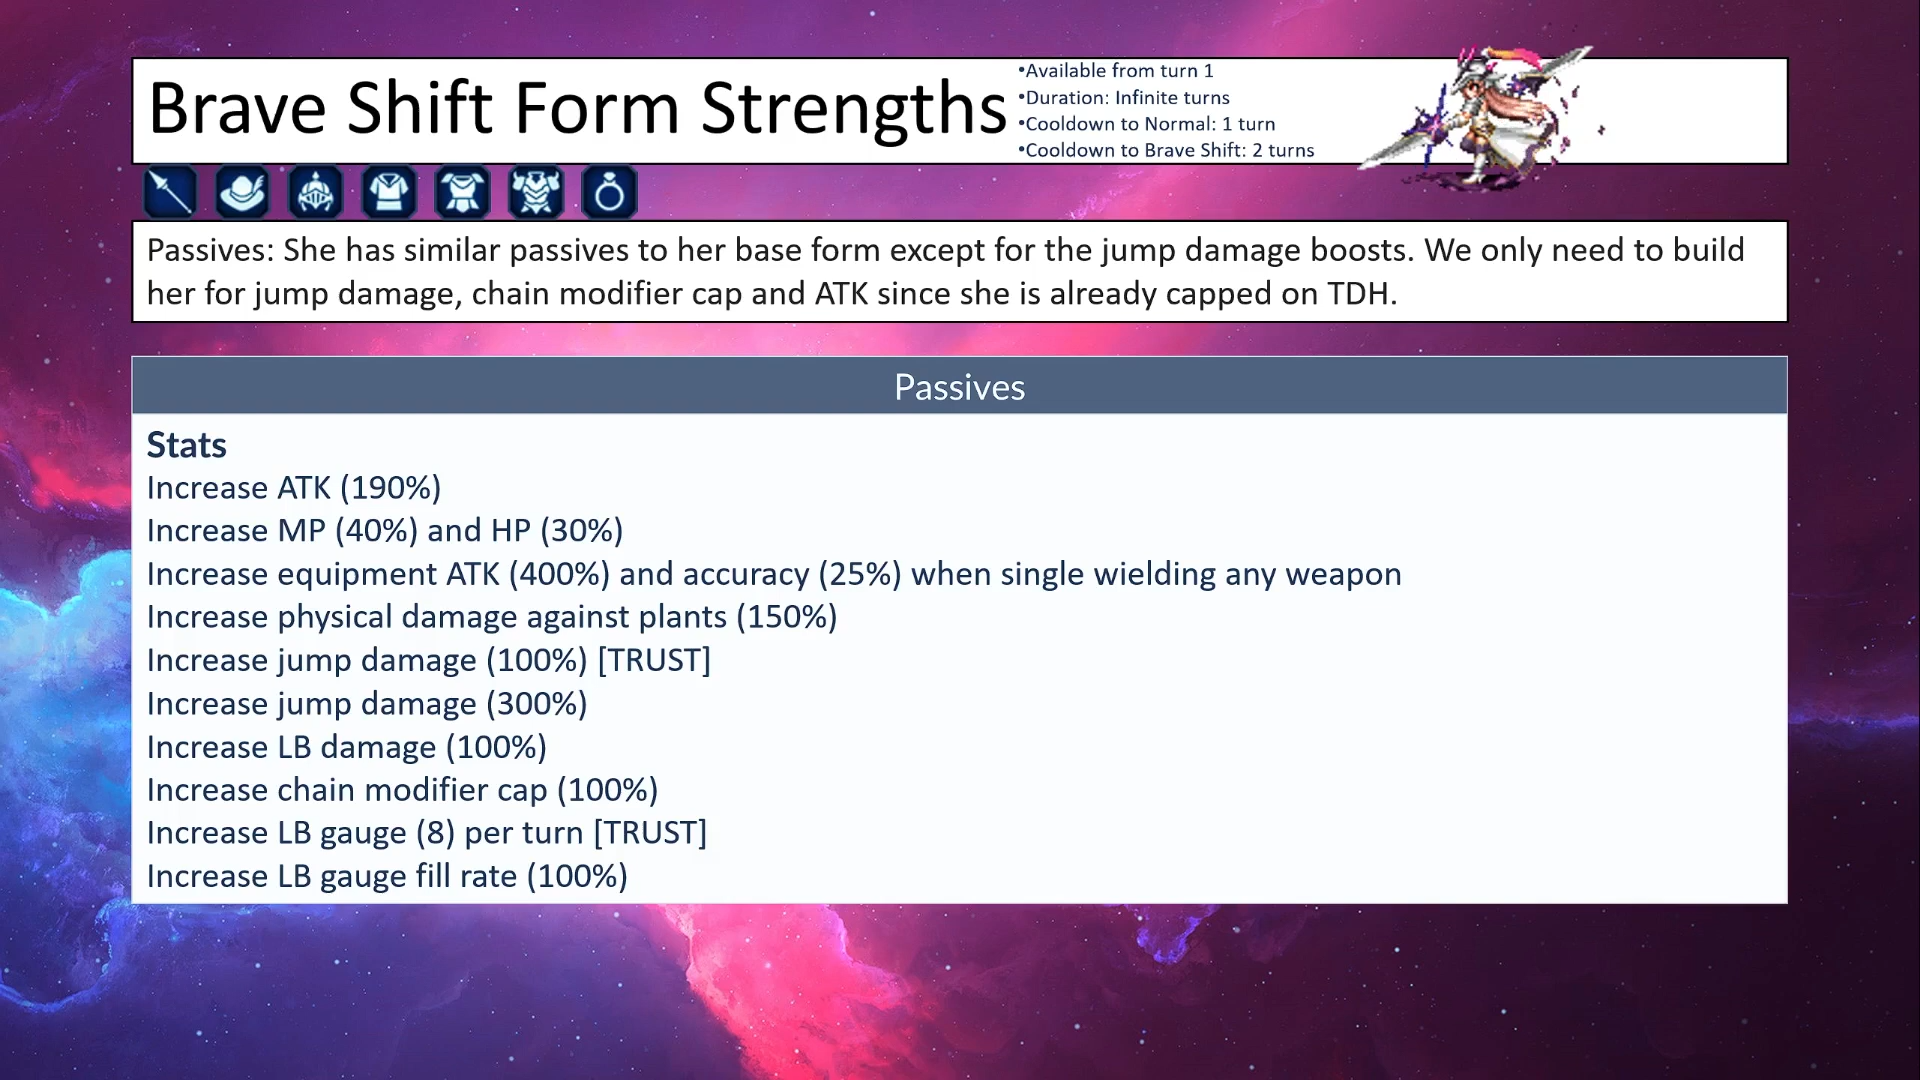 Brave Shift Form Strengths
•Available from turn 1
•Duration: Infinite turns
•Cooldown to Normal: 1 turn
•Cooldown to Brave Shift: 2 turns
Passives: She has similar passives to her base form except for the jump damage boosts. We only need to build
her for jump damage, chain modifier cap and ATK since she is already capped on TDH.
Passives
Stats
Increase ATK (190%)
Increase MP (40%) and HP (30%)
Increase equipment ATK (400%) and accuracy (25%) when single wielding any weapon
Increase physical damage against plants (150%)
Increase jump damage (100%) [TRUST]
Increase jump damage (300%)
Increase LB damage (100%)
Increase chain modifier cap (100%)
Increase LB gauge (8) per turn [TRUST]
Increase LB gauge fill rate (100%)